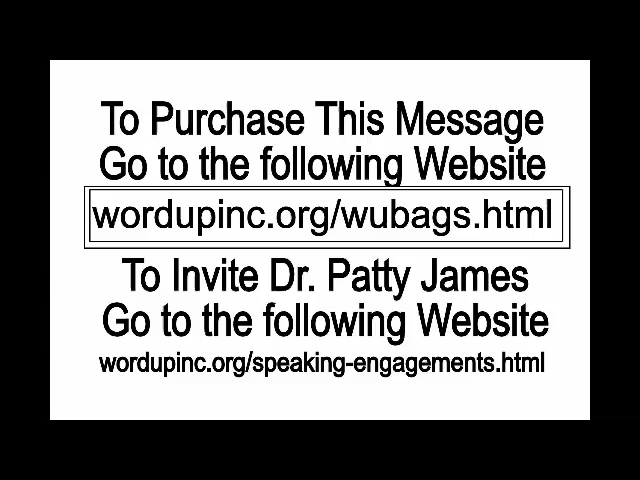 To Purchase This Message
Go to the following Website
wordupinc.org/wubags.html
To Invite Dr. Patty James
Go to the following Website
wordupinc.org/speaking-engagements.html